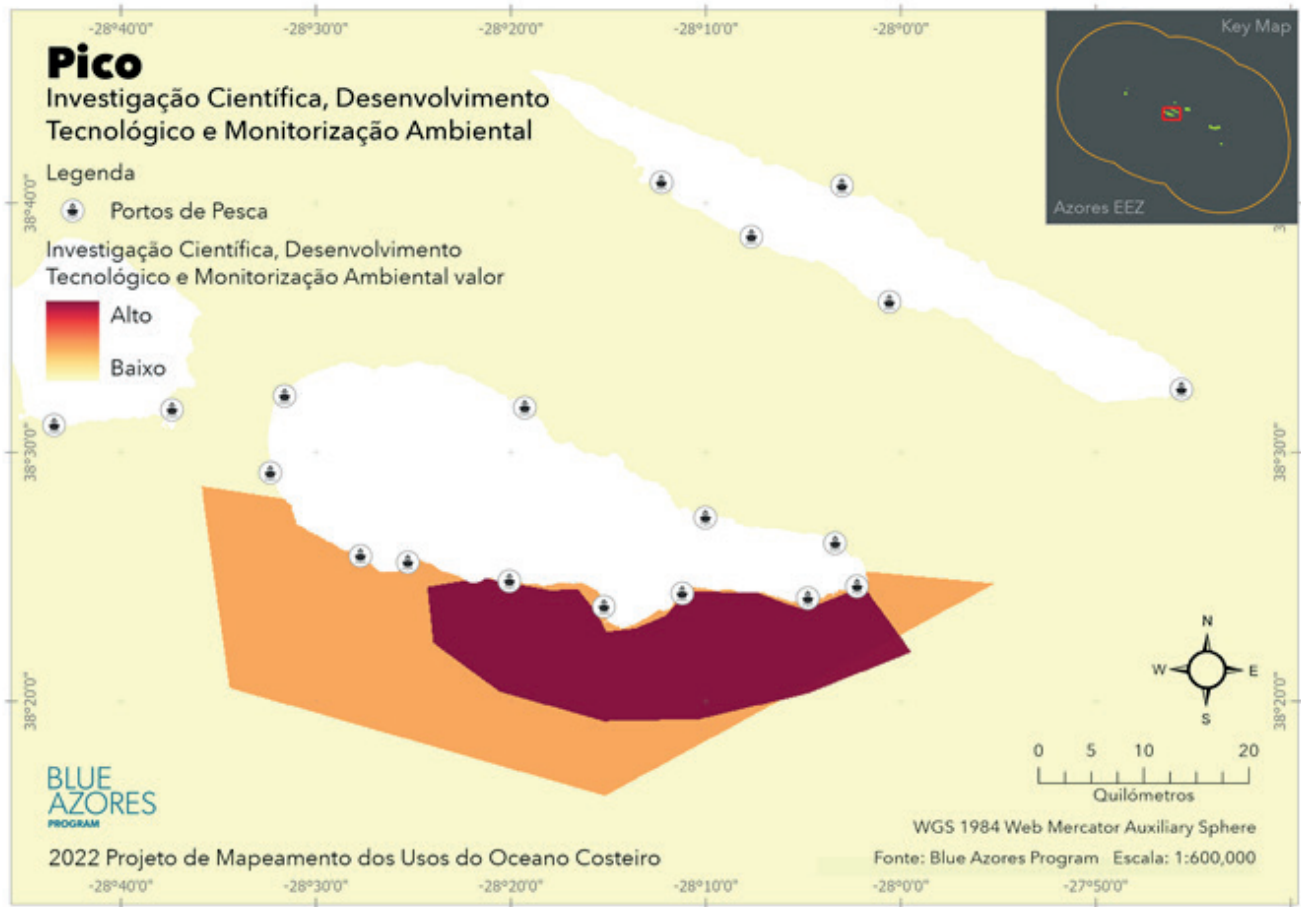 -28°40'0" -28°30'0" -28°20'0" -28°10'0" -28°0'0"
Pico
Investigação Científica, Desenvolvimento
Tecnológico e Monitorização Ambiental
Legenda
Portos de Pesca
Investigação Científica, Desenvolvimento
Tecnológico e Monitorização Ambiental valor
Alto
Baixo
Key Map
Azores EEZ
38°40'0"
38°30'0" 38°30'0"
38°20'0" 38°20'0"
N
W E
S
0 5 10 20
Quilómetros
BLUE
AZORES
PROGRAM
WGS 1984 Web Mercator Auxiliary Sphere
2022 Projeto de Mapeamento dos Usos do Oceano Costeiro
Fonte: Blue Azores Program Escala: 1:600,000
-28°40'0" -28°30'0" -28°20'0" -28°10'0" -28°0'0" -27°50'0"